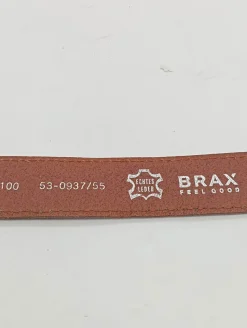 100 53-0937/55
ECHTES
LEDER
BRAX
FEEL GOOD